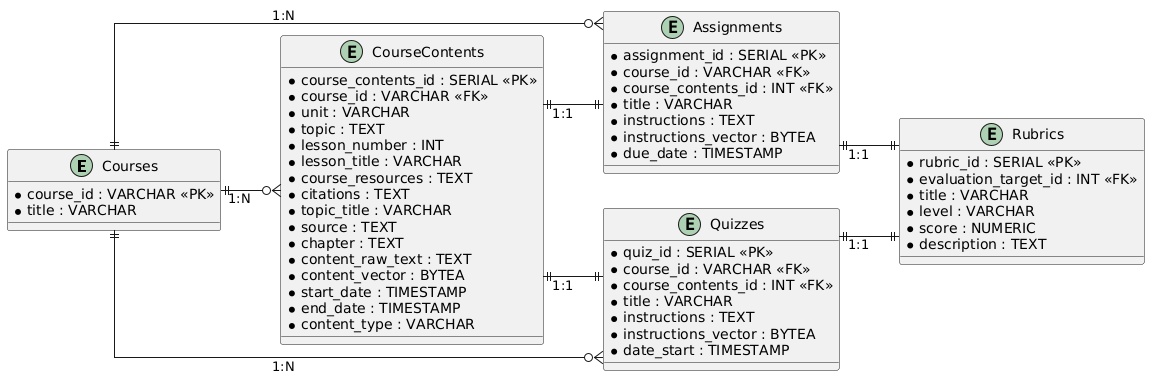 1:N
E Assignments
assignment_id : SERIAL «PK»
course_id : VARCHAR «FK»
course_contents_id : INT «FK»
title : VARCHAR
instructions : TEXT
instructions_vector : BYTEA
due_date : TIMESTAMP
E CourseContents
course_contents_id : SERIAL «PK»
course_id : VARCHAR «FK»
unit : VARCHAR
topic : TEXT
lesson_number : INT
lesson_title : VARCHAR
course_resources : TEXT
citations : TEXT
topic_title : VARCHAR
source : TEXT
chapter : TEXT
content_raw_text : TEXT
content_vector : BYTEA
start_date : TIMESTAMP
end_date : TIMESTAMP
content_type : VARCHAR
1:1
E Rubrics
rubric_id : SERIAL «PK»
evaluation_target_id : INT «FK»
title : VARCHAR
level : VARCHAR
score : NUMERIC
description : TEXT
1:1
E Courses
course_id : VARCHAR «PK»
title : VARCHAR
1:N
E Quizzes
quiz_id : SERIAL «PK»
course_id : VARCHAR «FK»
course_contents_id : INT «FK»
title : VARCHAR
instructions : TEXT
instructions_vector : BYTEA
date_start : TIMESTAMP
1:1
1:1
1:N